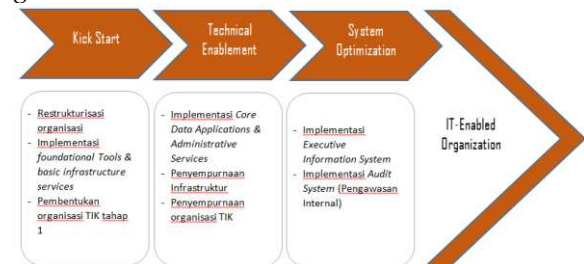 Kick Start
Technical
Enablement
System
Optimization
- Restrukturisasi
organisasi
- Implementasi
foundational Tools &
basic infrastructure
services
- Pembentukan
organisasi TIK tahap
1
- Implementasi Core
Data Applications &
Administrative
Services
- Penyempurnaan
Infrastruktur
- Penyempurnaan
organisasi TIK
- Implementasi
Executive
Information System
- Implementasi Audit
System (Pengawasan
Internal)
IT-Enabled
Organization